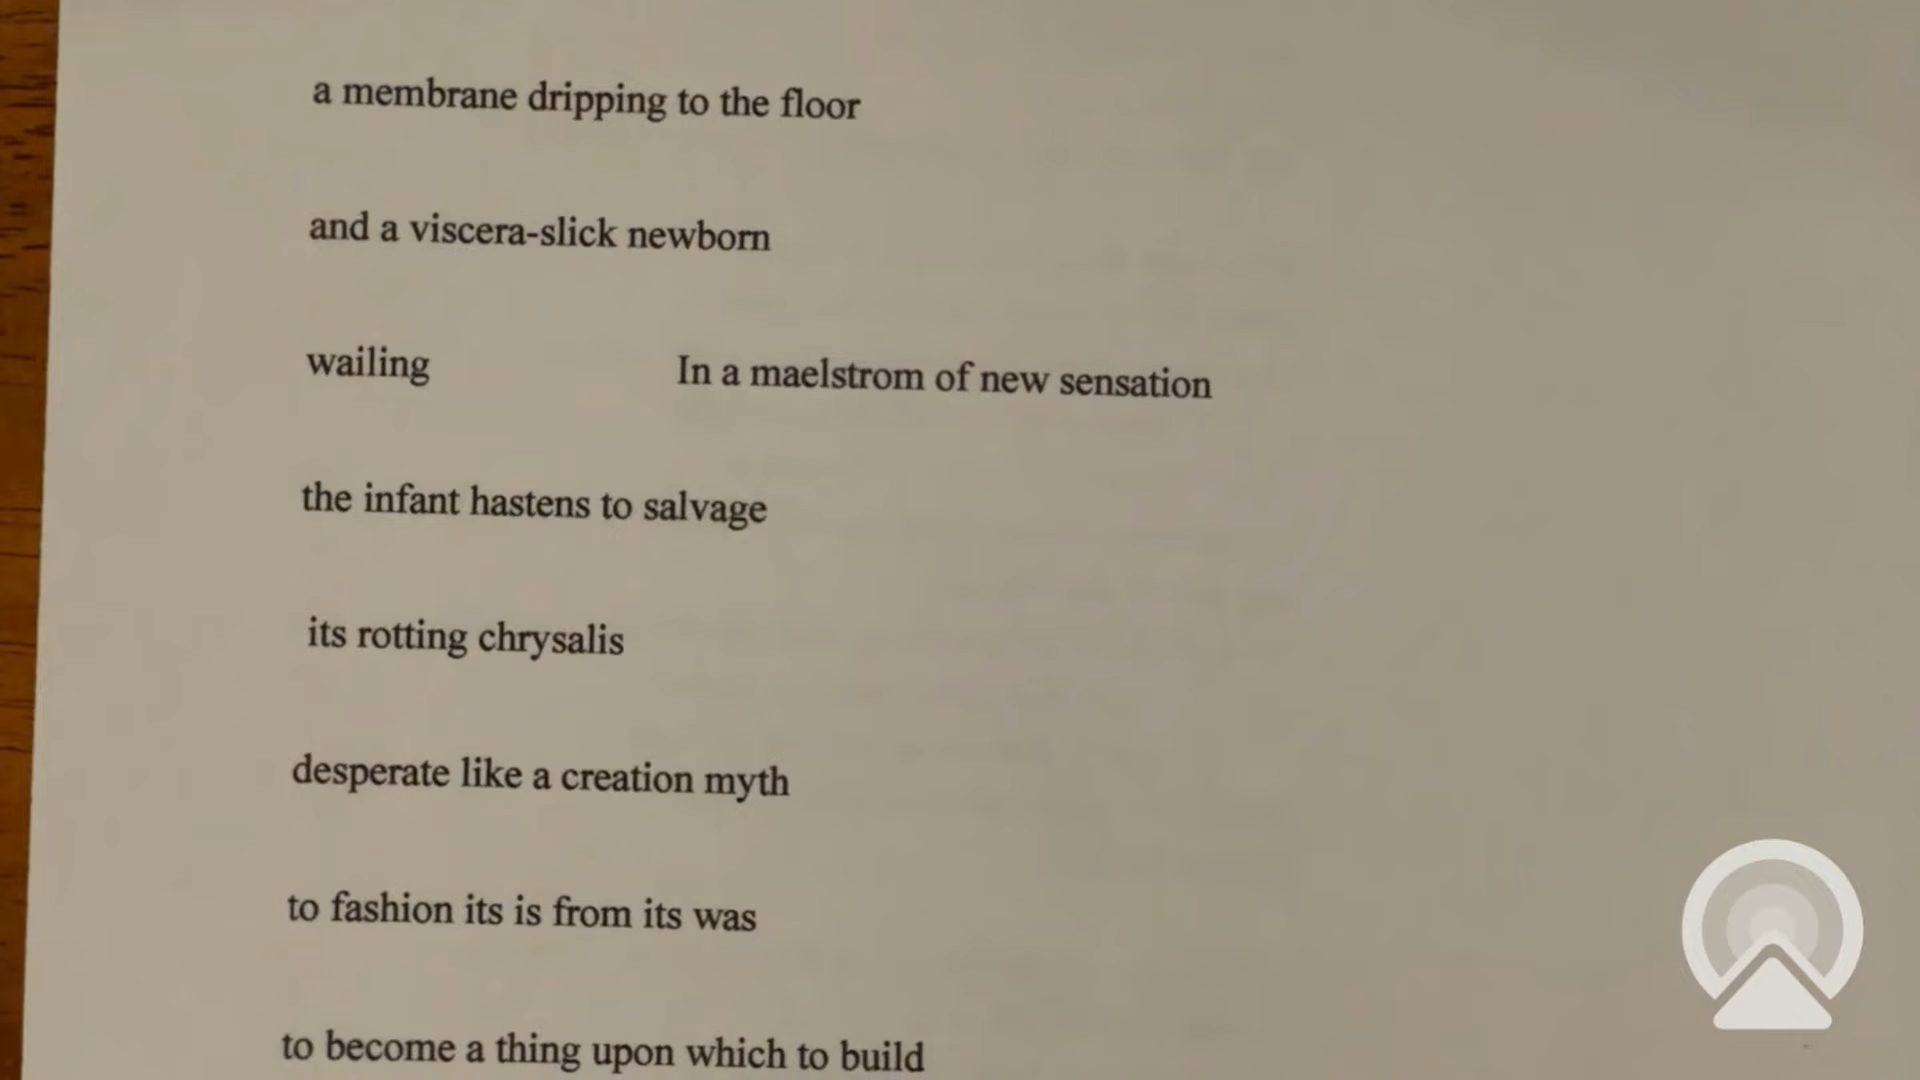 a membrane dripping to the floor
and a viscera-slick newborn
wailing In a maelstrom of new sensation
the infant hastens to salvage
its rotting chrysalis
desperate like a creation myth
to fashion its is from its was
to become a thing upon which to build